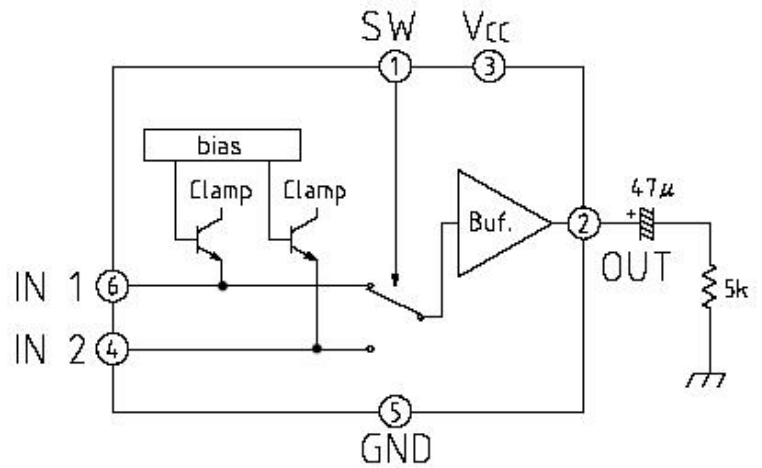 SW VCC
1 3
bias
Clamp Clamp
47μ
+
Buf. 2
OUT
IN 1 6
5k
IN 2 4
5
GND